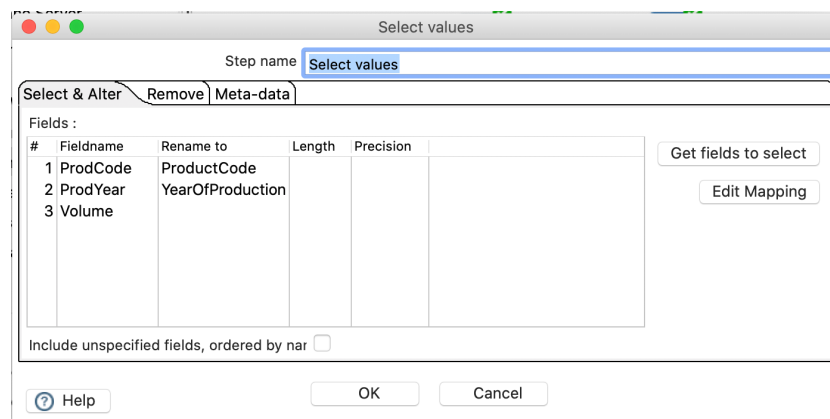 Select values
Step name Select values
Select & Alter Remove Meta-data
Fields :
# Fieldname Rename to Length Precision
1 ProdCode ProductCode
2 ProdYear YearOfProduction
3 Volume
Get fields to select
Edit Mapping
Include unspecified fields, ordered by nar
Help OK Cancel